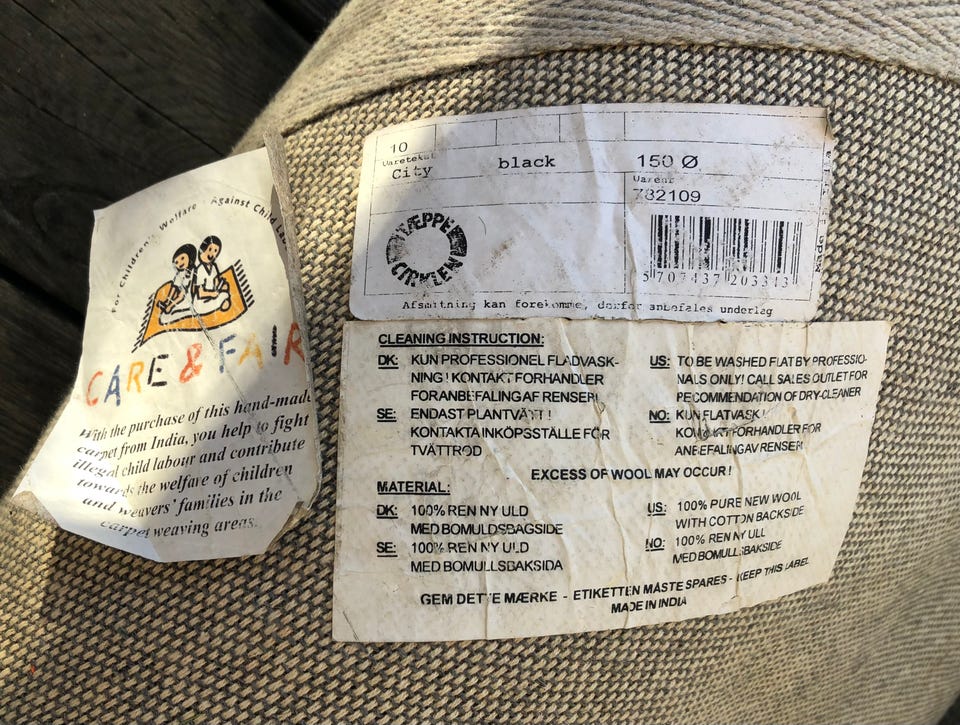 For Children's Welfare Against Child
CARE & FAIR
With the purchase of this hand-made
carpet from India, you help to fight
illegal child labour and contribute
towards the welfare of children
and weavers' families in the
carpet weaving areas.
10
Varetekst
City black 150 Ø
Varenr
782109
TÆPPE CIRKLEN
5 707437 203343
Made
Afsmitning kan forekomme, derfor anbefales underlag
CLEANING INSTRUCTION:
DK: KUN PROFESSIONEL FLADVASK-
NING! KONTAKT FORHANDLER
FOR ANBEFALING AF RENSERI
SE: ENDAST PLANTVÄTT!
KONTAKTA INKÖPSSTÄLLE FÖR
TVÄTTROD
US: TO BE WASHED FLAT BY PROFESSIO-
NALS ONLY! CALL SALES OUTLET FOR
RECOMMENDATION OF DRY-CLEANER
NO: KUN FLATVASK!
KONTAKT FORHANDLER FOR
ANBEFALING AV RENSERI
EXCESS OF WOOL MAY OCCUR!
MATERIAL:
DK: 100% REN NY ULD
MED BOMULDSBAGSIDE
SE: 100% REN NY ULD
MED BOMULLSBAKSIDA
US: 100% PURE NEW WOOL
WITH COTTON BACKSIDE
NO: 100% REN NY ULL
MED BOMULLSBAKSIDE
GEM DETTE MÆRKE - ETIKETTEN MÅSTE SPARES - KEEP THIS LABEL
MADE IN INDIA